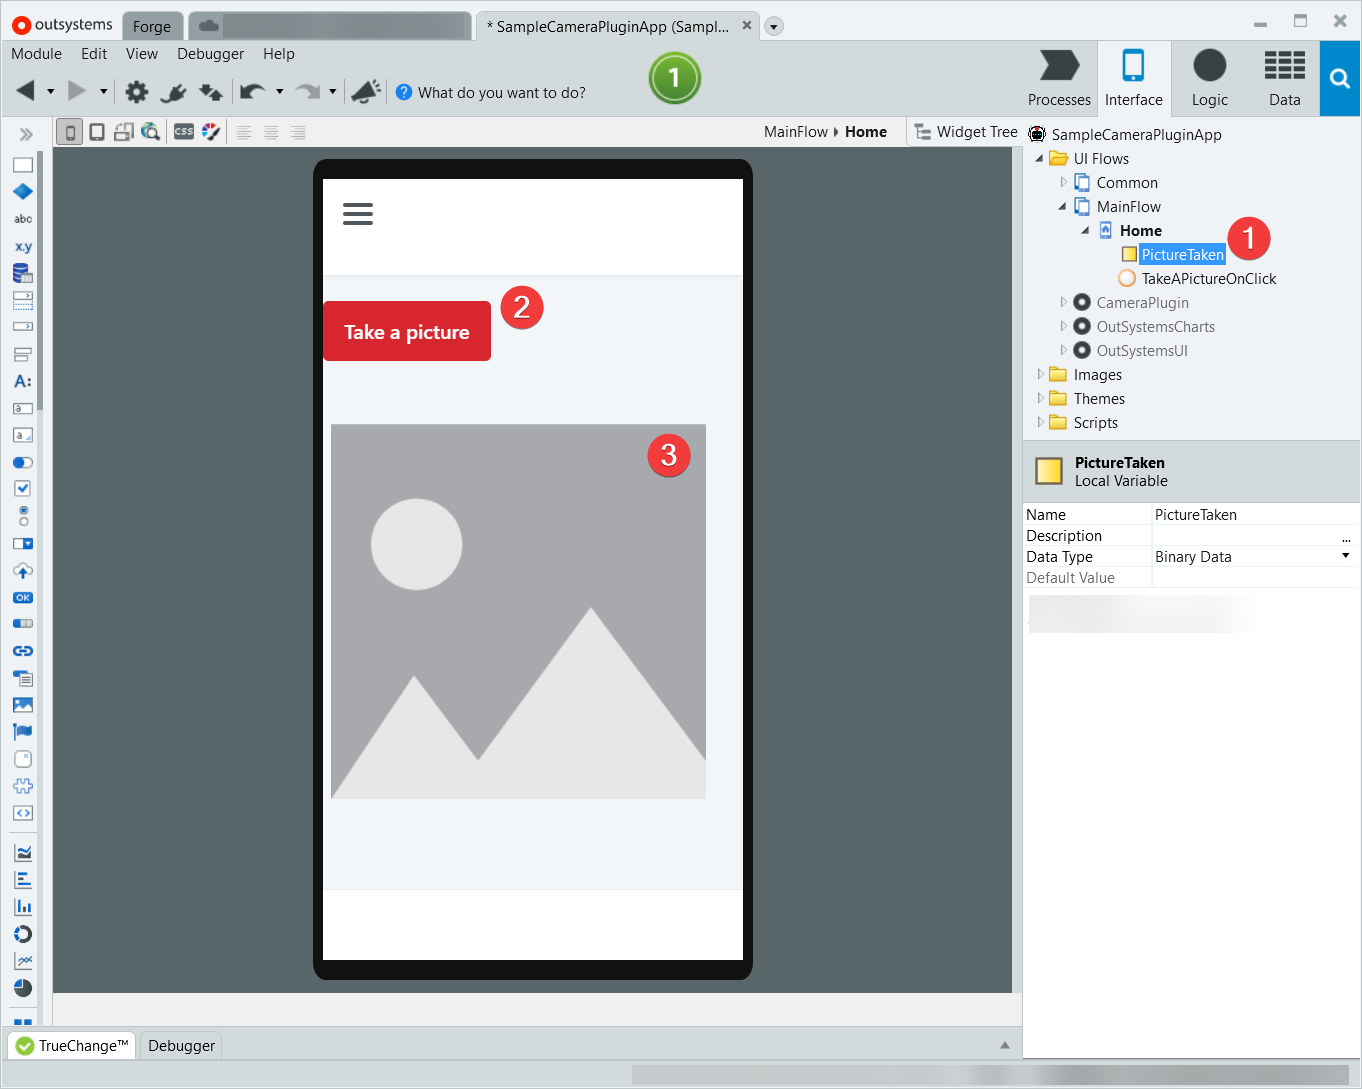 outsystems
Forge
* SampleCameraPluginApp (Sampl...
Module Edit View Debugger Help
1
Processes Interface Logic Data
? What do you want to do?
CSS
MainFlow Home
Widget Tree
SampleCameraPluginApp
UI Flows
Common
MainFlow
Home
1
PictureTaken
TakeAPictureOnClick
CameraPlugin
OutSystemsCharts
OutSystemsUI
Images
Themes
Scripts
abc
x.y
A:
a
a
OK
Take a picture
2
3
PictureTaken
Local Variable
Name PictureTaken
Description ...
Data Type Binary Data
Default Value
TrueChange™ Debugger